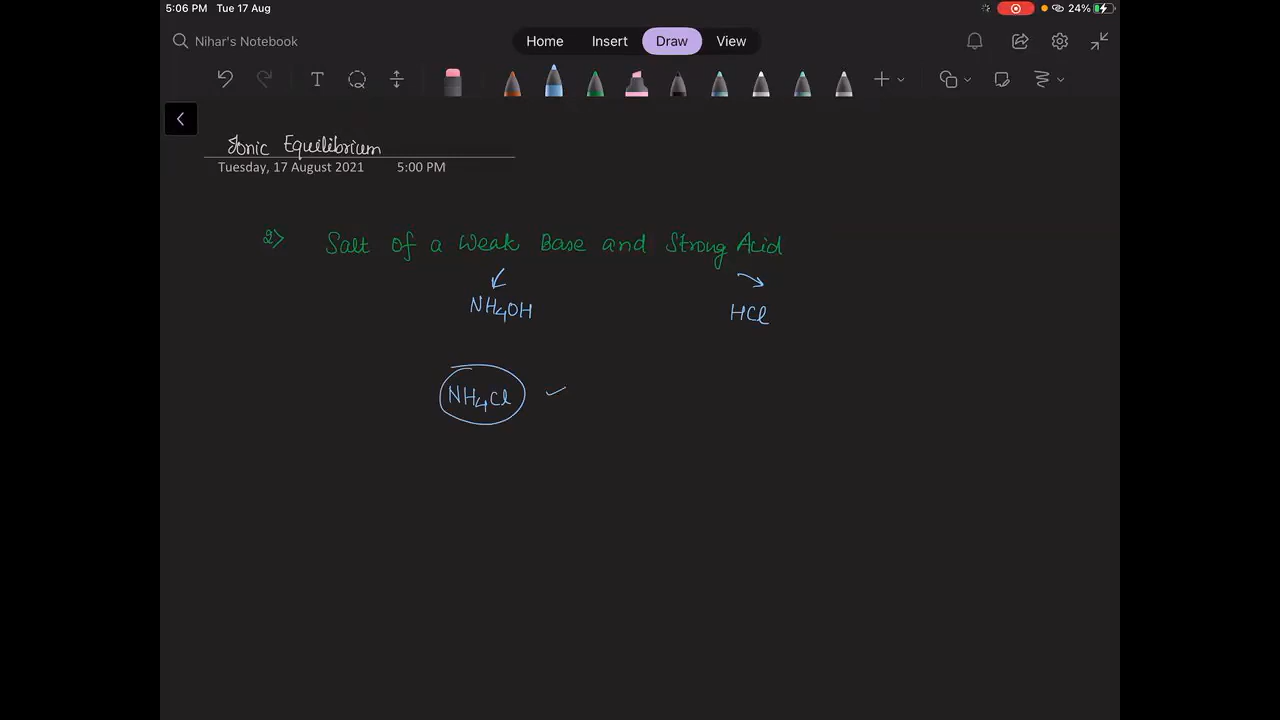 5:06 PM Tue 17 Aug 24%
Nihar's Notebook Home Insert Draw View
T
Ionic Equilibrium
Tuesday, 17 August 2021 5:00 PM
2> Salt of a Weak Base and Strong Acid
NH4OH HCl
NH4Cl